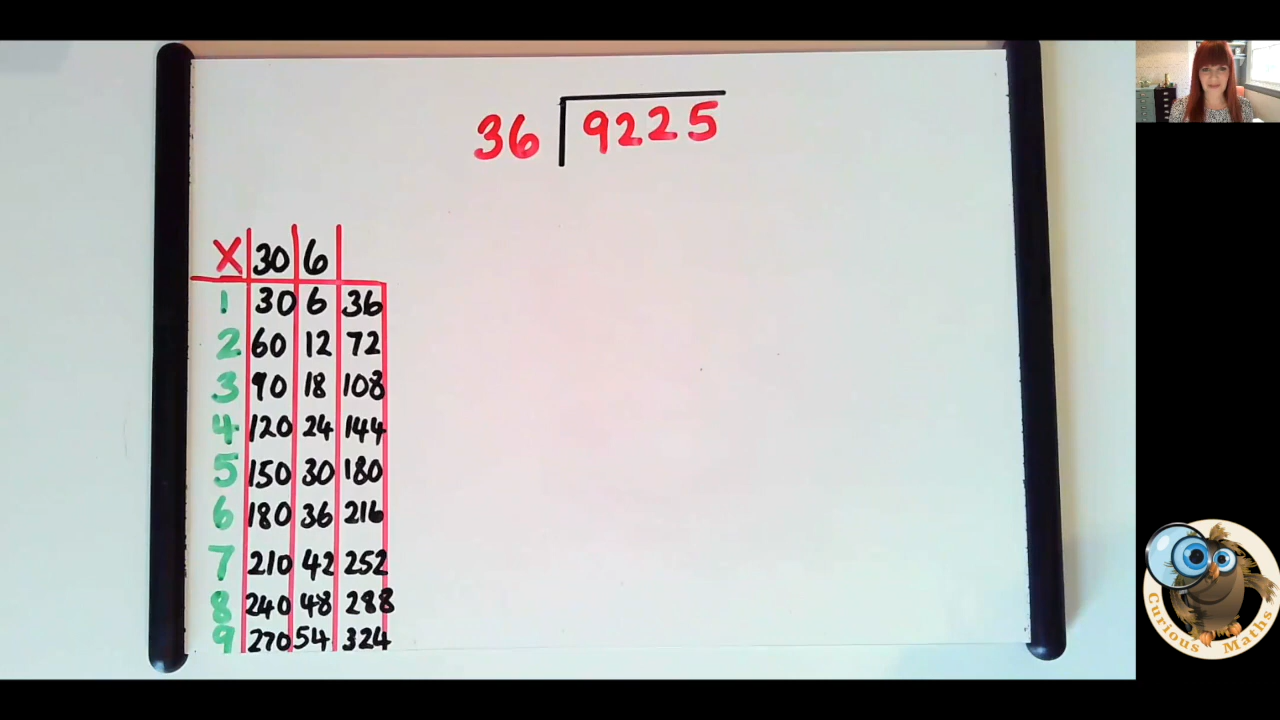 36 9225
X 30 6
1 30 6 36
2 60 12 72
3 90 18 108
4 120 24 144
5 150 30 180
6 180 36 216
7 210 42 252
8 240 48 288
9 270 54 324
Curious Maths